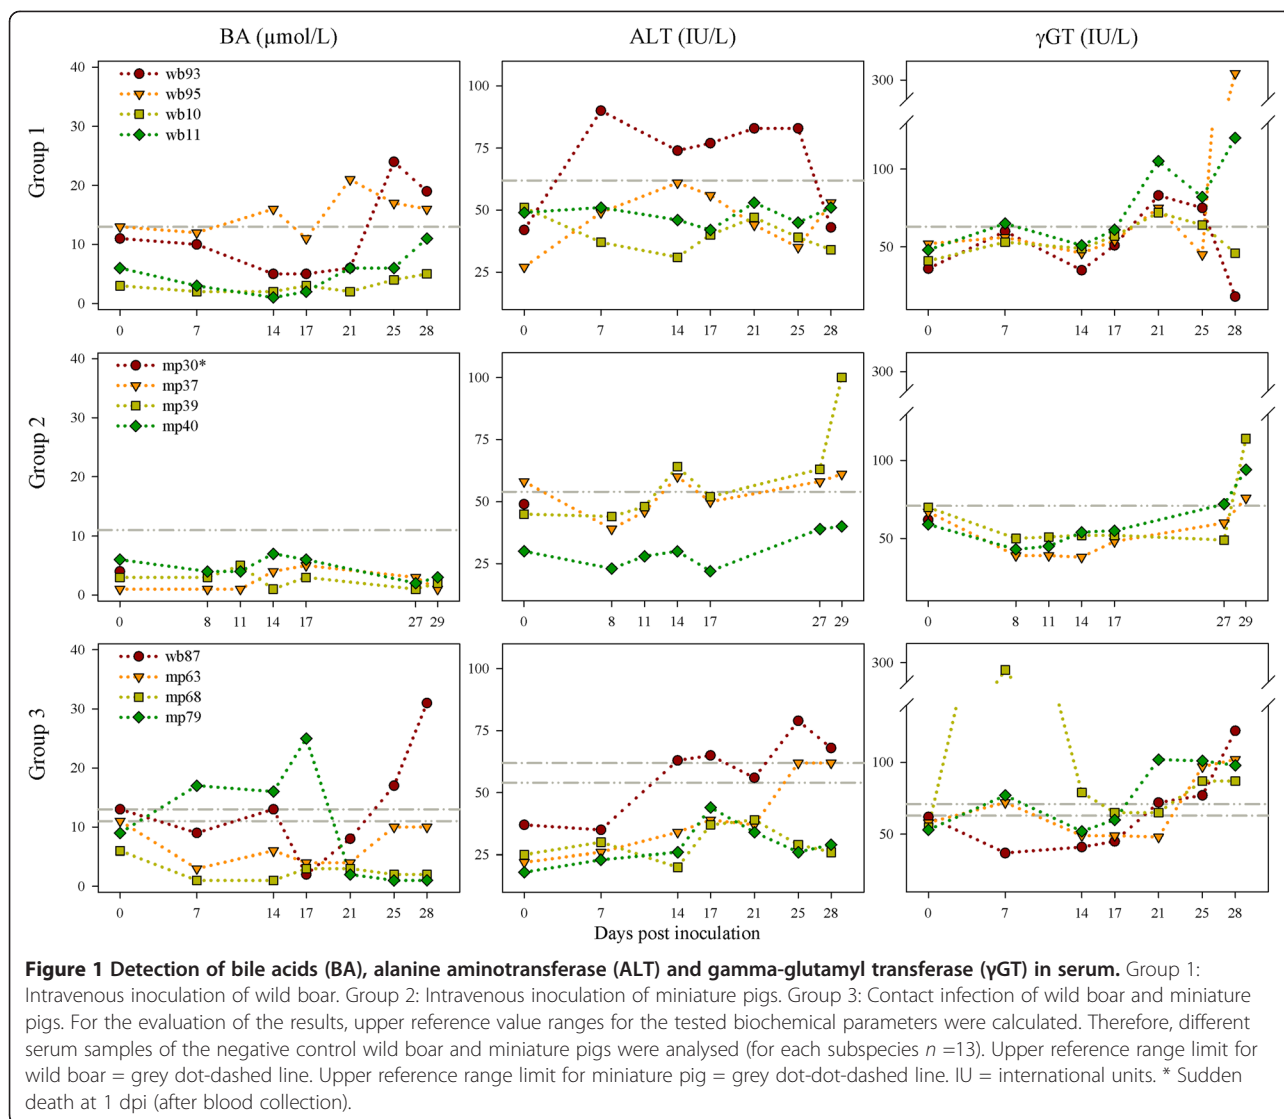 BA (µmol/L)
ALT (IU/L)
γGT (IU/L)
Group 1
40
30
20
10
0
wb93
wb95
wb10
wb11
0 7 14 17 21 25 28
100
75
50
25
0 7 14 17 21 25 28
300
100
50
0 7 14 17 21 25 28
Group 2
40
30
20
10
0
mp30*
mp37
mp39
mp40
0 8 11 14 17 27 29
100
75
50
25
0 8 11 14 17 27 29
300
100
50
0 8 11 14 17 27 29
Group 3
40
30
20
10
0
wb87
mp63
mp68
mp79
0 7 14 17 21 25 28
100
75
50
25
0 7 14 17 21 25 28
300
100
50
0 7 14 17 21 25 28
Days post inoculation
Figure 1 Detection of bile acids (BA), alanine aminotransferase (ALT) and gamma-glutamyl transferase (γGT) in serum. Group 1:
Intravenous inoculation of wild boar. Group 2: Intravenous inoculation of miniature pigs. Group 3: Contact infection of wild boar and miniature
pigs. For the evaluation of the results, upper reference value ranges for the tested biochemical parameters were calculated. Therefore, different
serum samples of the negative control wild boar and miniature pigs were analysed (for each subspecies n =13). Upper reference range limit for
wild boar = grey dot-dashed line. Upper reference range limit for miniature pig = grey dot-dot-dashed line. IU = international units. * Sudden
death at 1 dpi (after blood collection).